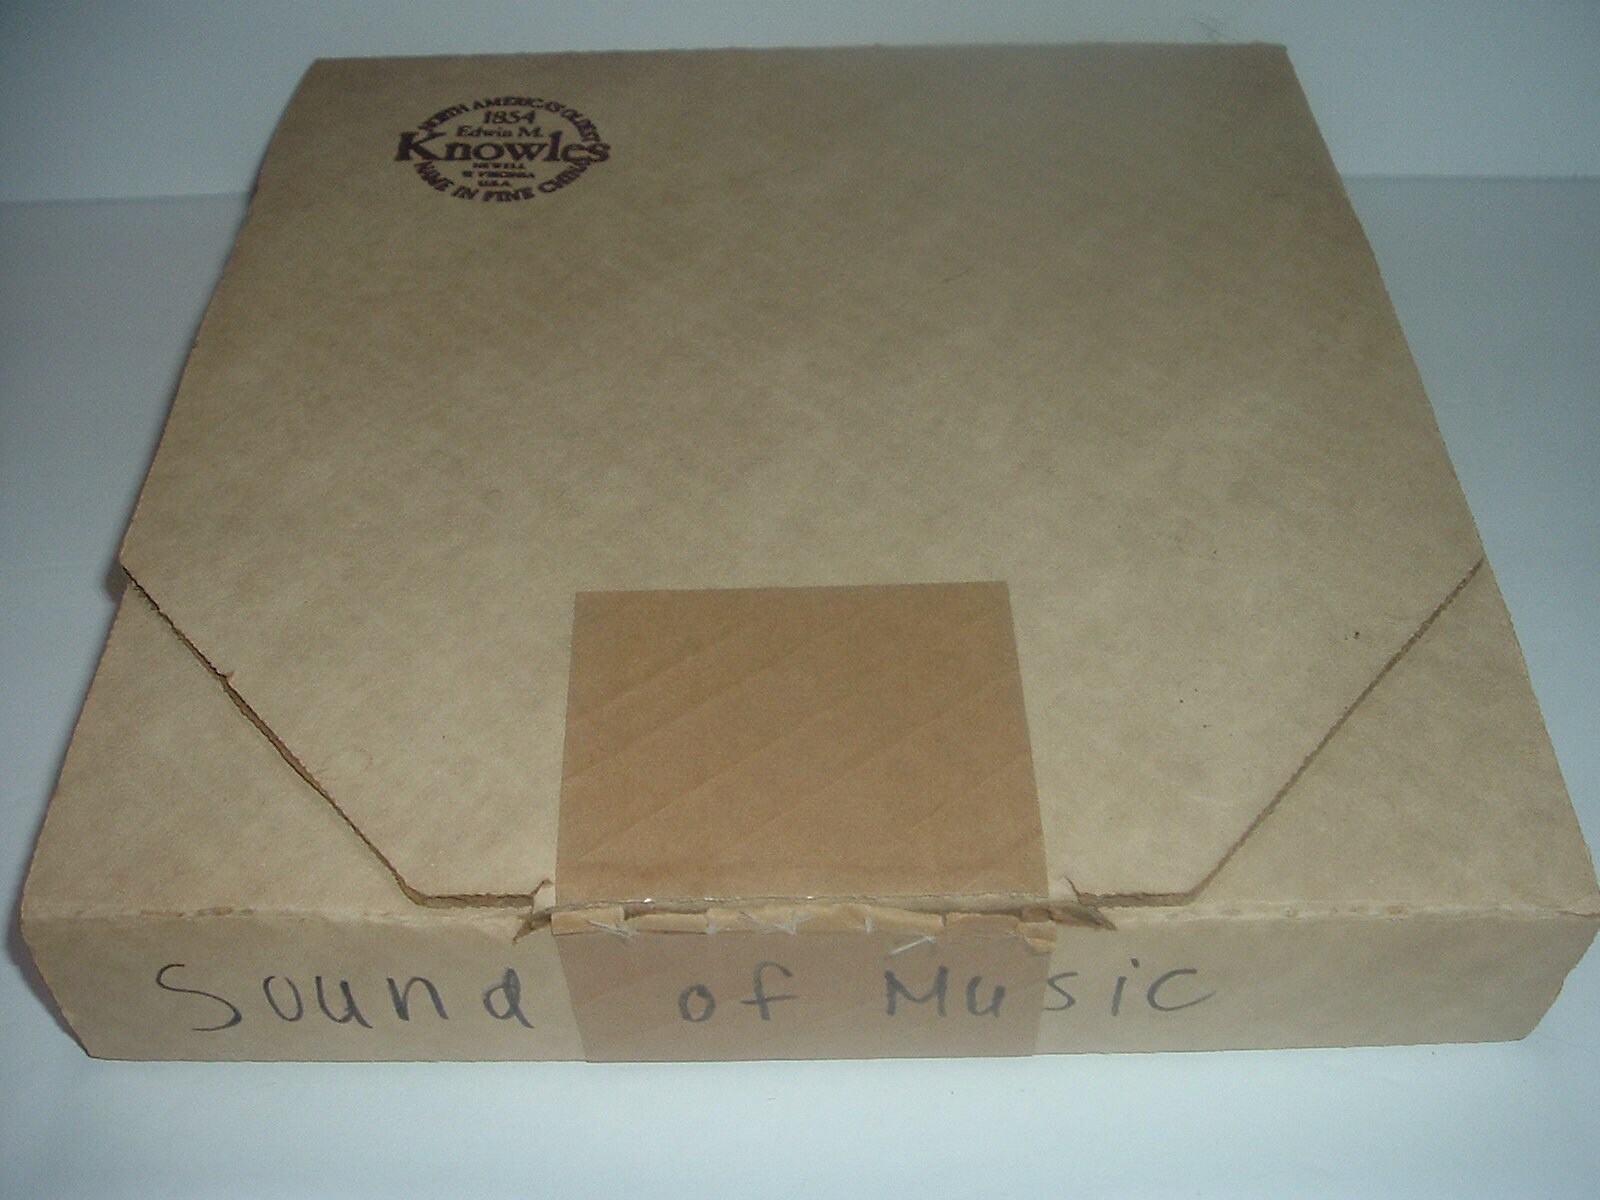 NORTH AMERICA'S OLDEST
1854
Edwin M.
Knowles
NEWELL
W VIRGINIA
U.S.A.
NAME IN FINE CHINA
Sound of Music